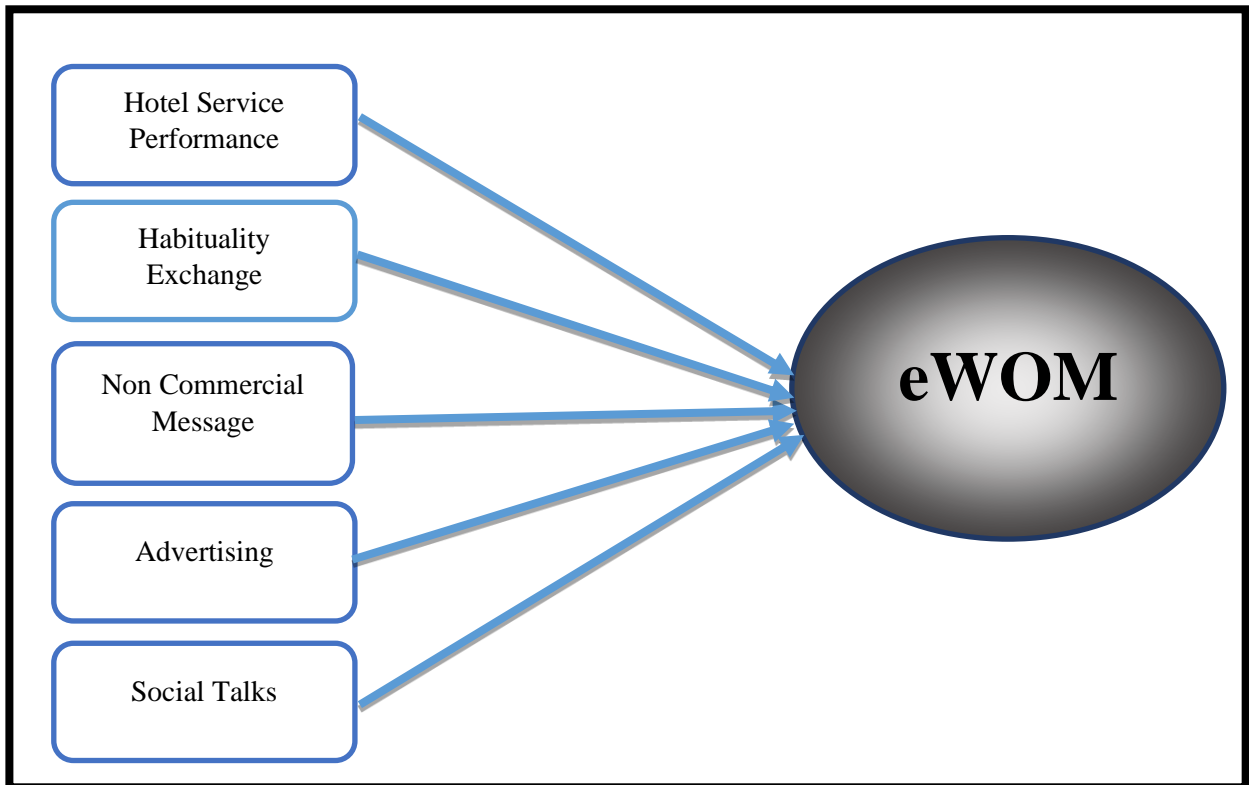 Hotel Service
Performance
Habituality
Exchange
Non Commercial
Message
Advertising
Social Talks
eWOM